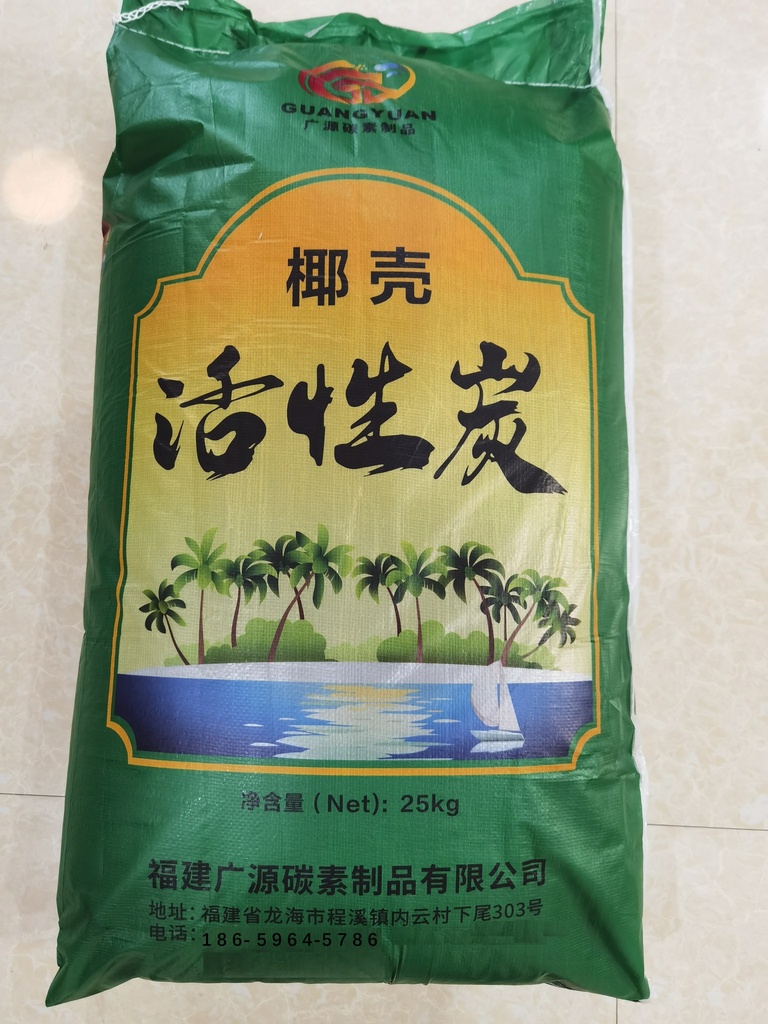 GUANGYUAN
广源碳素制品
椰壳
活性炭
净含量 (Net): 25kg
福建广源碳素制品有限公司
地址:福建省龙海市程溪镇内云村下尾303号
电话:186-5964-5786